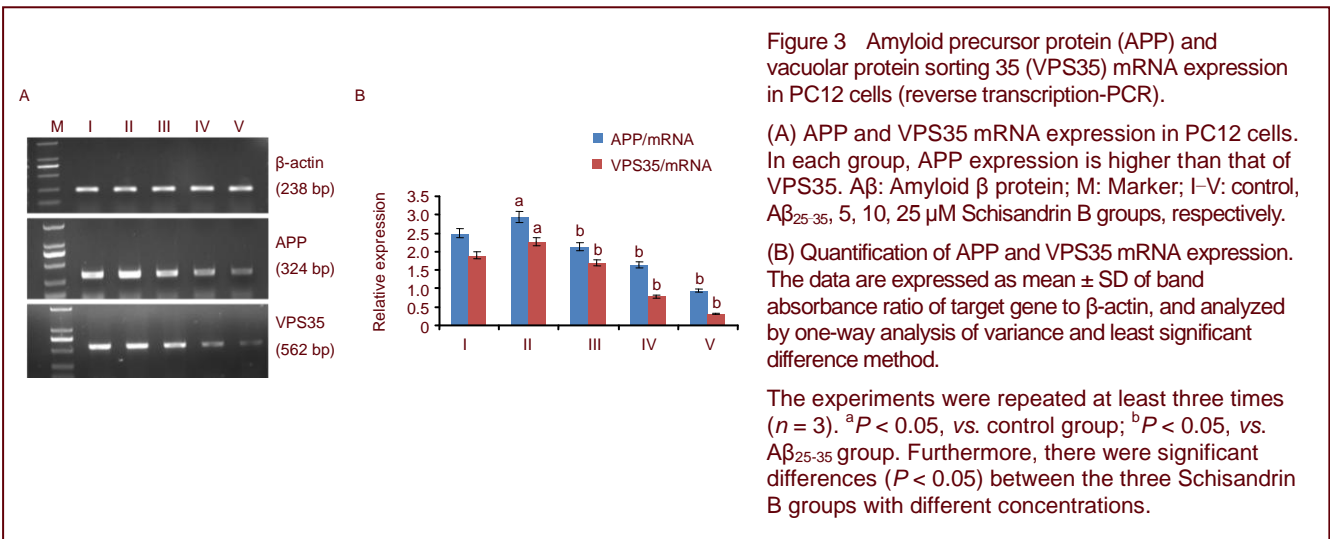 A
M I II III IV V
β-actin
(238 bp)
APP
(324 bp)
VPS35
(562 bp)
B
APP/mRNA
VPS35/mRNA
Relative expression
3.5
3.0
2.5
2.0
1.5
1.0
0.5
0
a
a
b
b
b
b
b
b
I II III IV V
Figure 3 Amyloid precursor protein (APP) and
vacuolar protein sorting 35 (VPS35) mRNA expression
in PC12 cells (reverse transcription-PCR).
(A) APP and VPS35 mRNA expression in PC12 cells.
In each group, APP expression is higher than that of
VPS35. Aβ: Amyloid β protein; M: Marker; I–V: control,
Aβ25-35, 5, 10, 25 μM Schisandrin B groups, respectively.
(B) Quantification of APP and VPS35 mRNA expression.
The data are expressed as mean ± SD of band
absorbance ratio of target gene to β-actin, and analyzed
by one-way analysis of variance and least significant
difference method.
The experiments were repeated at least three times
(n = 3). aP < 0.05, vs. control group; bP < 0.05, vs.
Aβ25-35 group. Furthermore, there were significant
differences (P < 0.05) between the three Schisandrin
B groups with different concentrations.